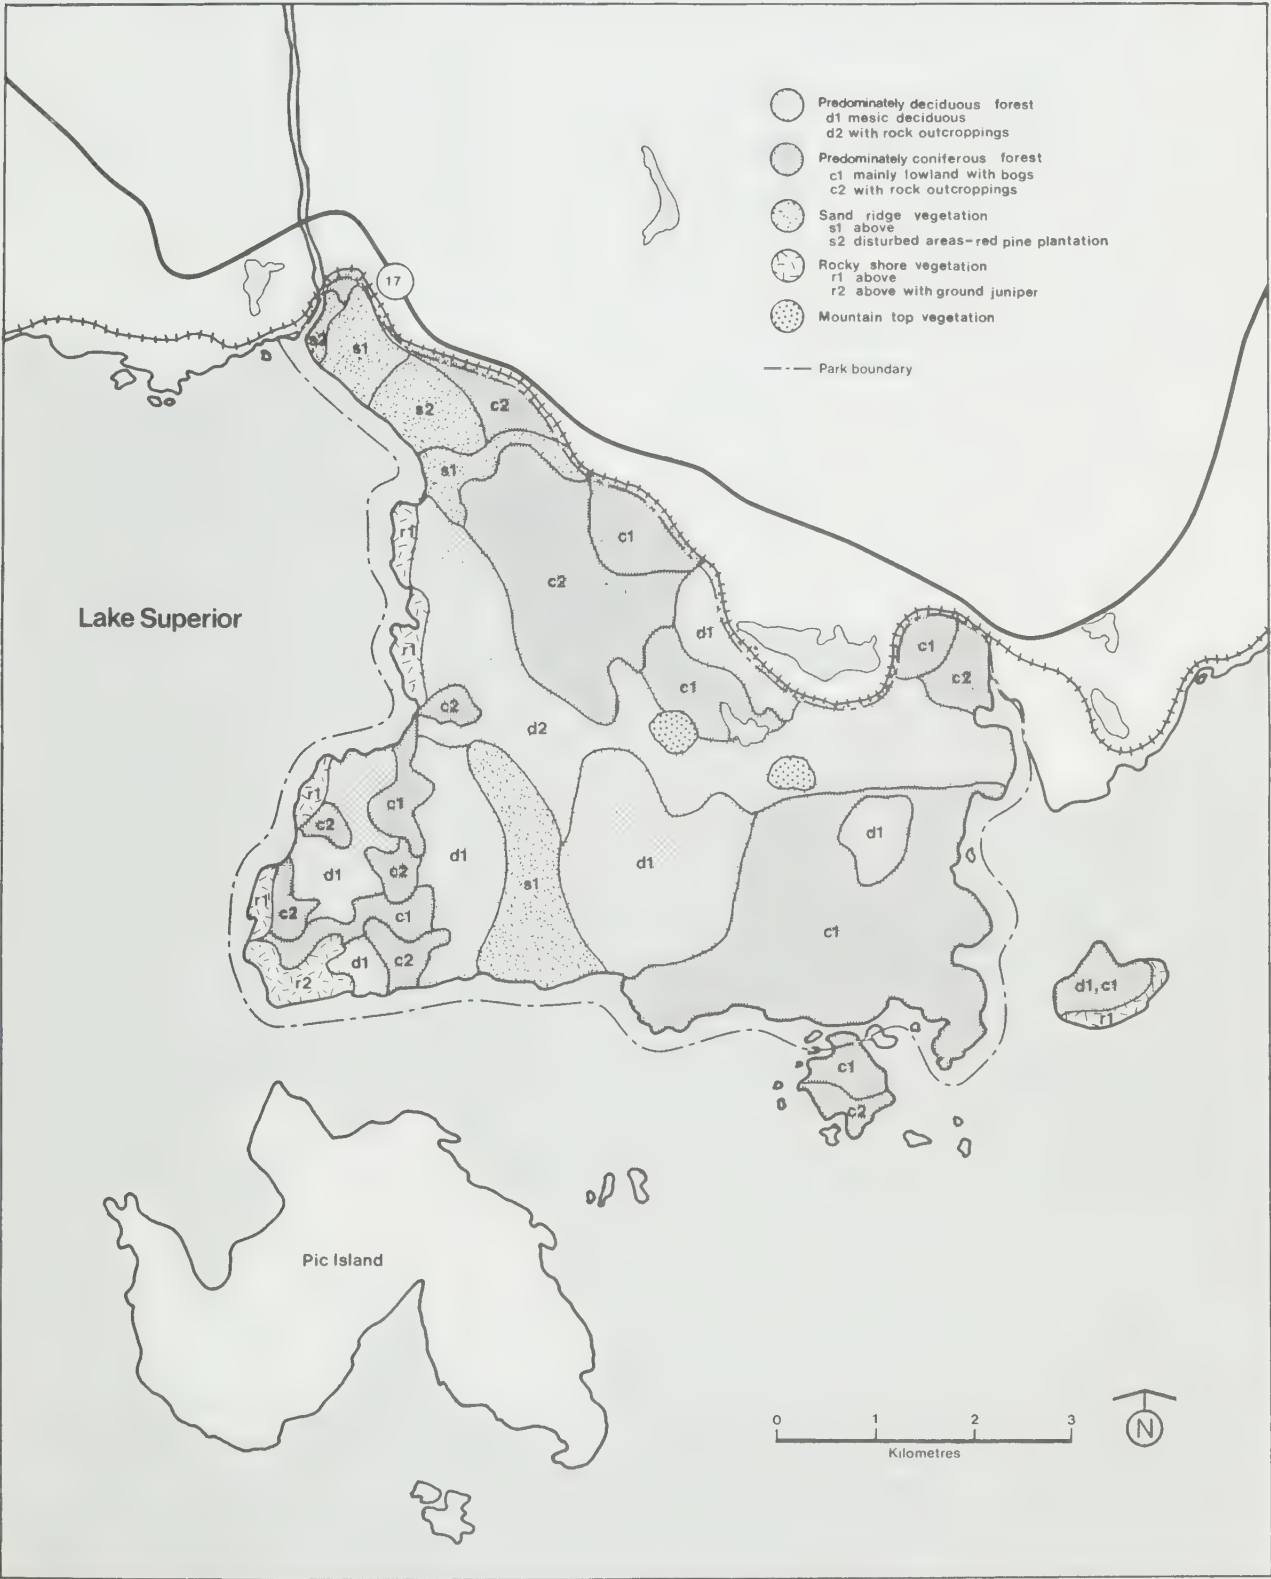 Predominately deciduous forest
d1 mesic deciduous
d2 with rock outcroppings
Predominately coniferous forest
c1 mainly lowland with bogs
c2 with rock outcroppings
Sand ridge vegetation
s1 above
s2 disturbed areas-red pine plantation
Rocky shore vegetation
r1 above
r2 above with ground juniper
Mountain top vegetation
Park boundary
17
s1
s2
c2
s1
r1
c1
c2
Lake Superior
d1
r1
c1
c2
c1
c2
d2
r1
c1
c2
d1
d1
d1
d1
c2
s1
r1
c2
c1
c1
d1
c2
r2
d1,c1
r1
c1
c2
Pic Island
0 1 2 3
Kilometres
N